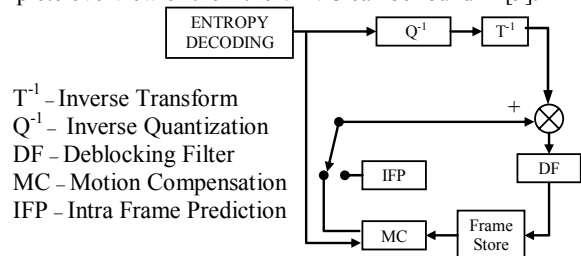 ENTROPY
DECODING
Q-1
T-1
T-1 – Inverse Transform
Q-1 – Inverse Quantization
DF – Deblocking Filter
MC – Motion Compensation
IFP – Intra Frame Prediction
+
DF
IFP
MC
Frame
Store